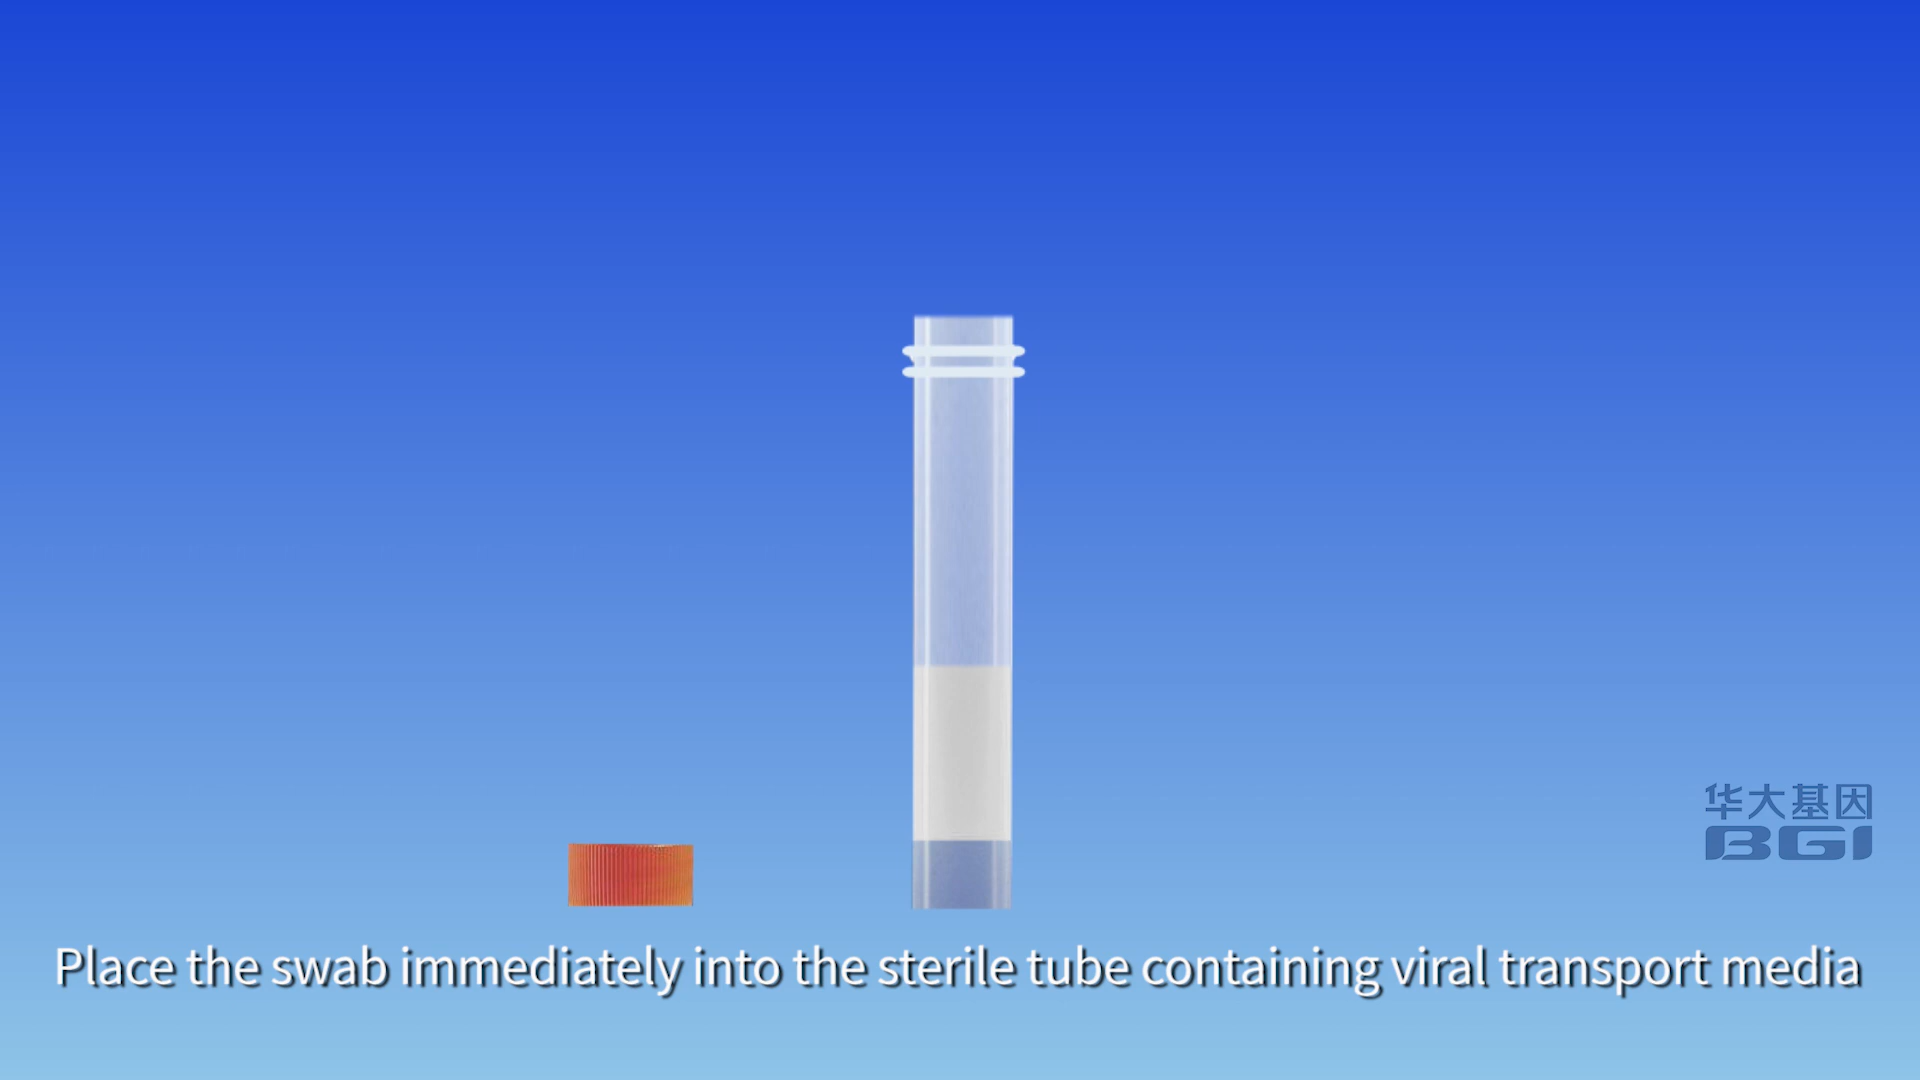 华大基因
BGI
Place the swab immediately into the sterile tube containing viral transport media